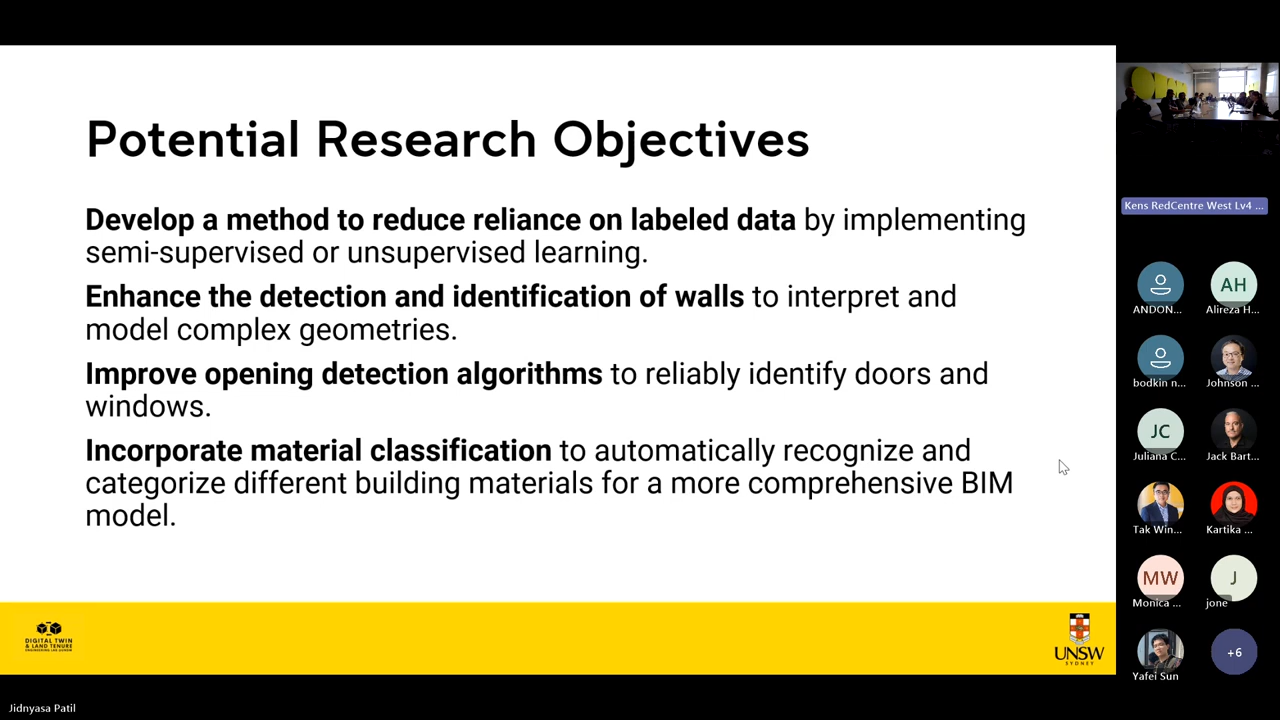 Potential Research Objectives
Develop a method to reduce reliance on labeled data by implementing
semi-supervised or unsupervised learning.
Enhance the detection and identification of walls to interpret and
model complex geometries.
Improve opening detection algorithms to reliably identify doors and
windows.
Incorporate material classification to automatically recognize and
categorize different building materials for a more comprehensive BIM
model.
DIGITAL TWIN
& LAND TENURE
UNSW
SYDNEY
Jidnyasa Patil
Kens RedCentre West Lv4 ...
ANDON...
AH
Alireza H...
bodkin n...
Johnson ...
JC
Juliana C...
Jack Bart...
Tak Win...
Kartika ...
MW
Monica ...
J
jone
Yafei Sun
+6